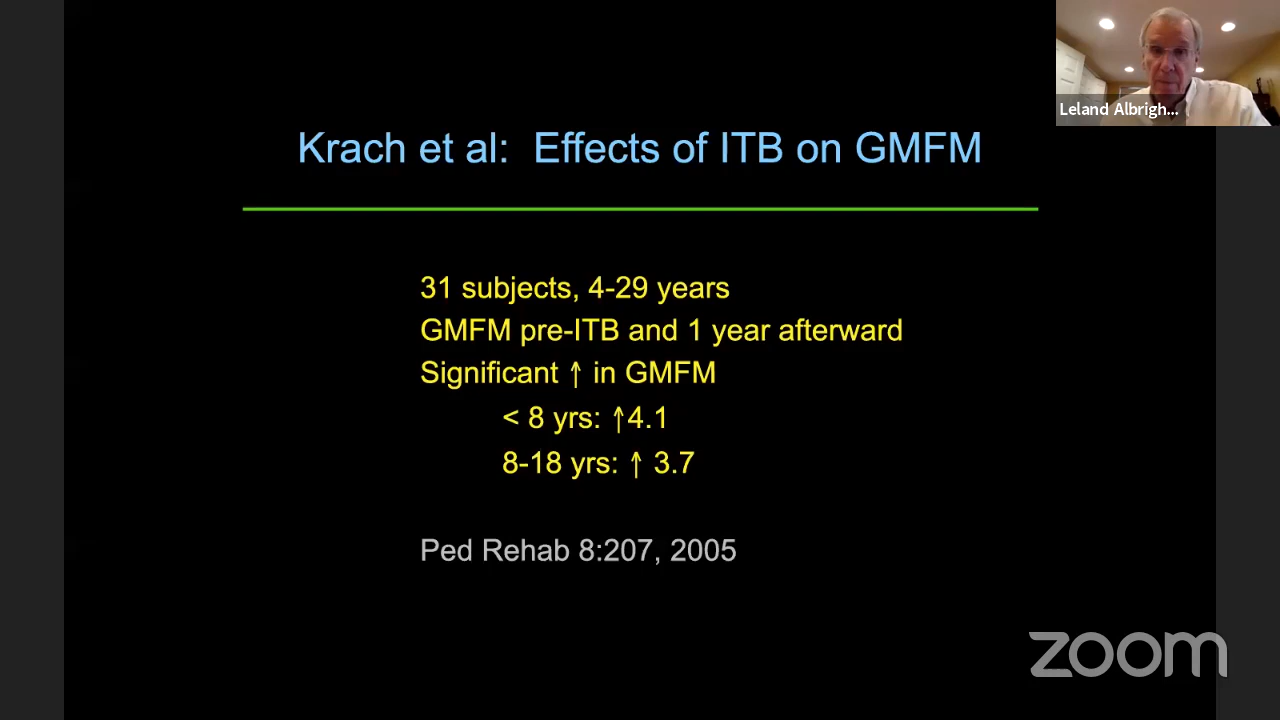 Leland Albrigh...
Krach et al: Effects of ITB on GMFM
31 subjects, 4-29 years
GMFM pre-ITB and 1 year afterward
Significant ↑ in GMFM
< 8 yrs: ↑4.1
8-18 yrs: ↑ 3.7
Ped Rehab 8:207, 2005
zoom